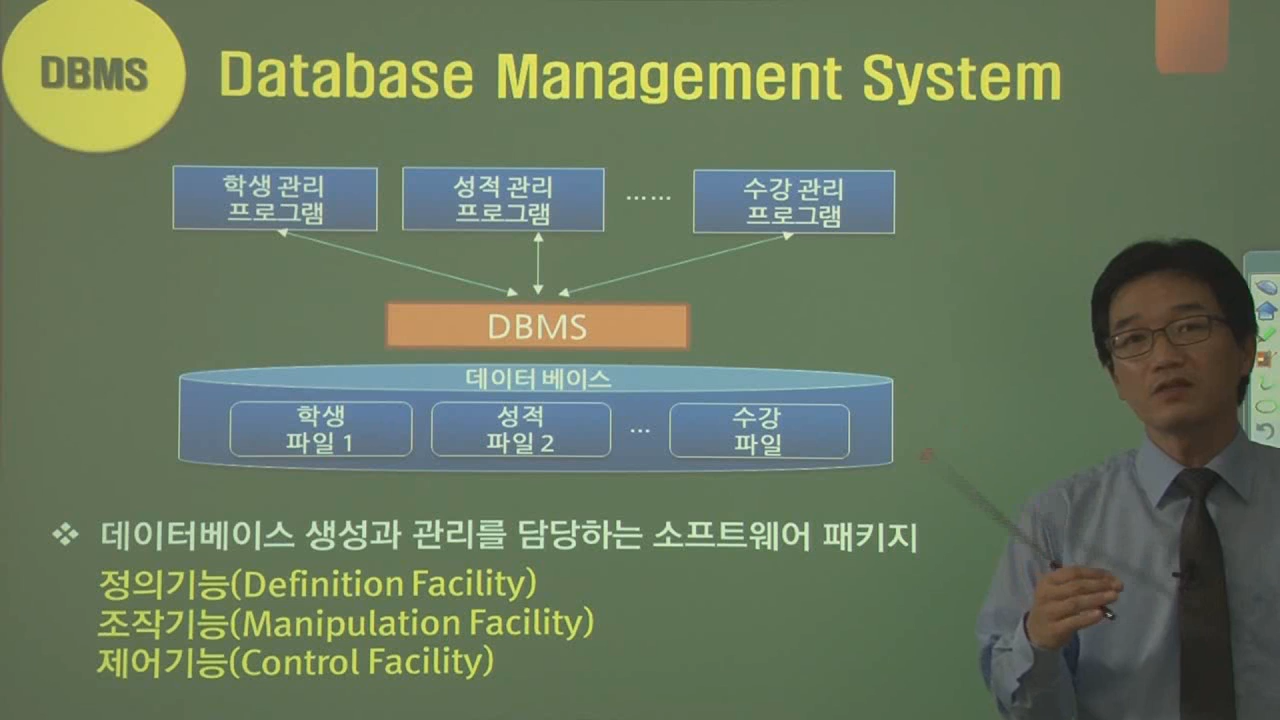 DBMS
Database Management System
학생 관리
프로그램
성적 관리
프로그램
……
수강 관리
프로그램
DBMS
데이터 베이스
학생
파일 1
성적
파일 2
…
수강
파일
❖ 데이터베이스 생성과 관리를 담당하는 소프트웨어 패키지
정의기능(Definition Facility)
조작기능(Manipulation Facility)
제어기능(Control Facility)